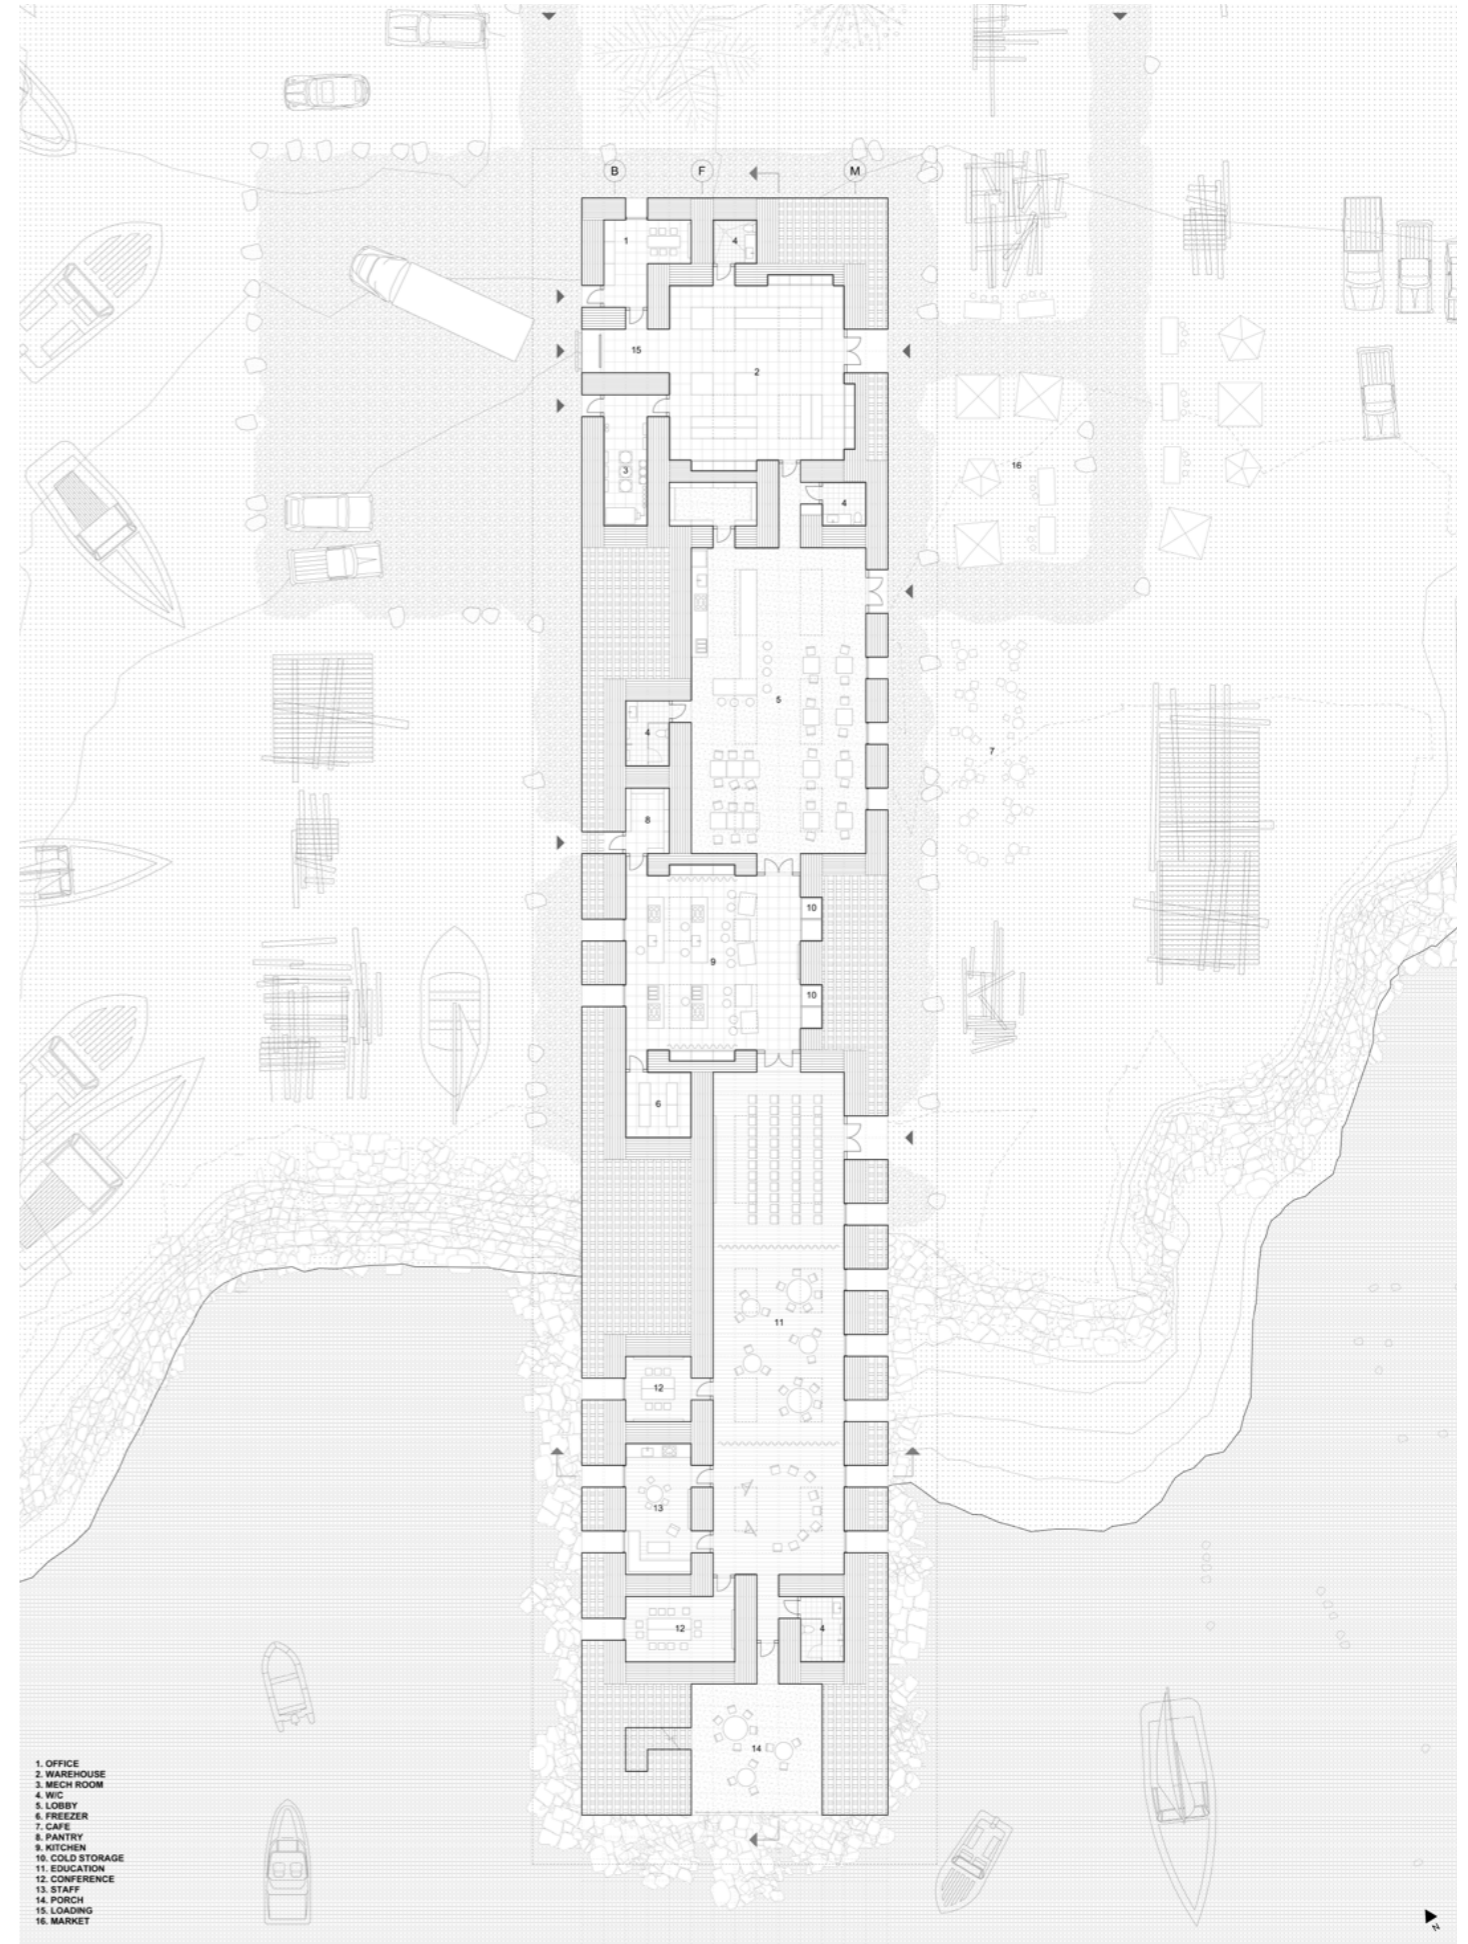 B F M
1 4
15
2
3
16
4
5
4
7
8
10
9
10
6
11
12
13
12 4
14
1. OFFICE
2. WAREHOUSE
3. MECH ROOM
4. W/C
5. LOBBY
6. FREEZER
7. CAFE
8. PANTRY
9. KITCHEN
10. COLD STORAGE
11. EDUCATION
12. CONFERENCE
13. STAFF
14. PORCH
15. LOADING
16. MARKET
N